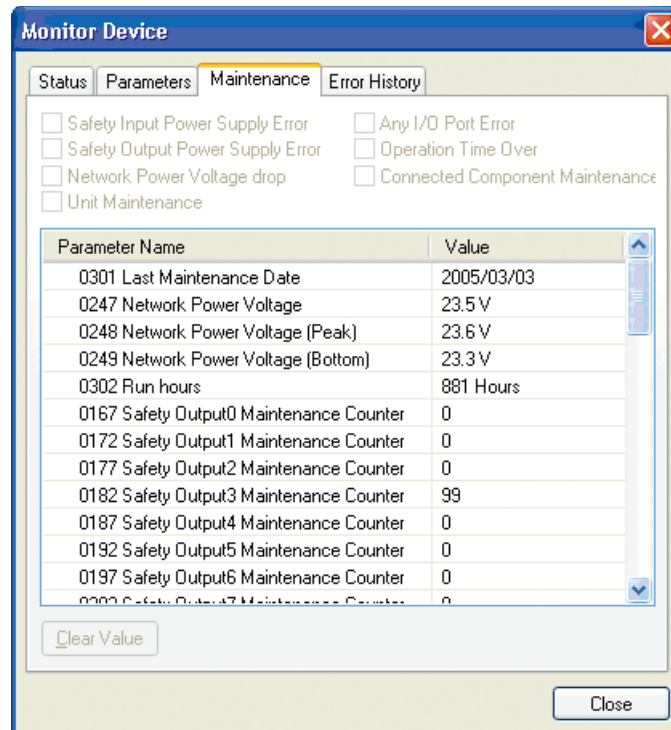 Monitor Device
Status Parameters Maintenance Error History
Safety Input Power Supply Error Any I/O Port Error
Safety Output Power Supply Error Operation Time Over
Network Power Voltage drop Connected Component Maintenance
Unit Maintenance
Parameter Name Value
0301 Last Maintenance Date 2005/03/03
0247 Network Power Voltage 23.5 V
0248 Network Power Voltage (Peak) 23.6 V
0249 Network Power Voltage (Bottom) 23.3 V
0302 Run hours 881 Hours
0167 Safety Output0 Maintenance Counter 0
0172 Safety Output1 Maintenance Counter 0
0177 Safety Output2 Maintenance Counter 0
0182 Safety Output3 Maintenance Counter 99
0187 Safety Output4 Maintenance Counter 0
0192 Safety Output5 Maintenance Counter 0
0197 Safety Output6 Maintenance Counter 0
Safety Output7 Maintenance Counter 0
Clear Value
Close